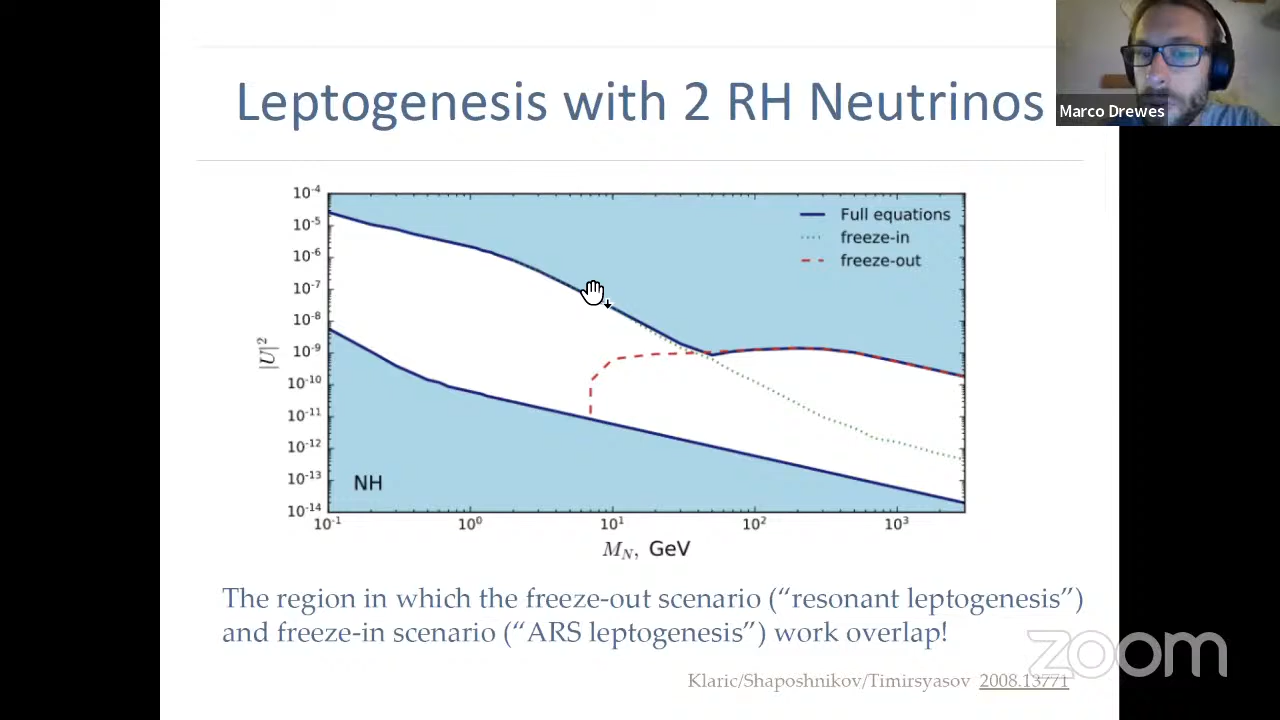 Leptogenesis with 2 RH Neutrinos
Marco Drewes
10⁻⁴
10⁻⁵
10⁻⁶
10⁻⁷
10⁻⁸
10⁻⁹
10⁻¹⁰
10⁻¹¹
10⁻¹²
10⁻¹³
10⁻¹⁴
|U|²
Full equations
freeze-in
freeze-out
NH
10⁻¹ 10⁰ 10¹ 10² 10³
M_N, GeV
The region in which the freeze-out scenario (“resonant leptogenesis”)
and freeze-in scenario (“ARS leptogenesis”) work overlap!
zoom
Klaric/Shaposhnikov/Timirsyasov 2008.13771